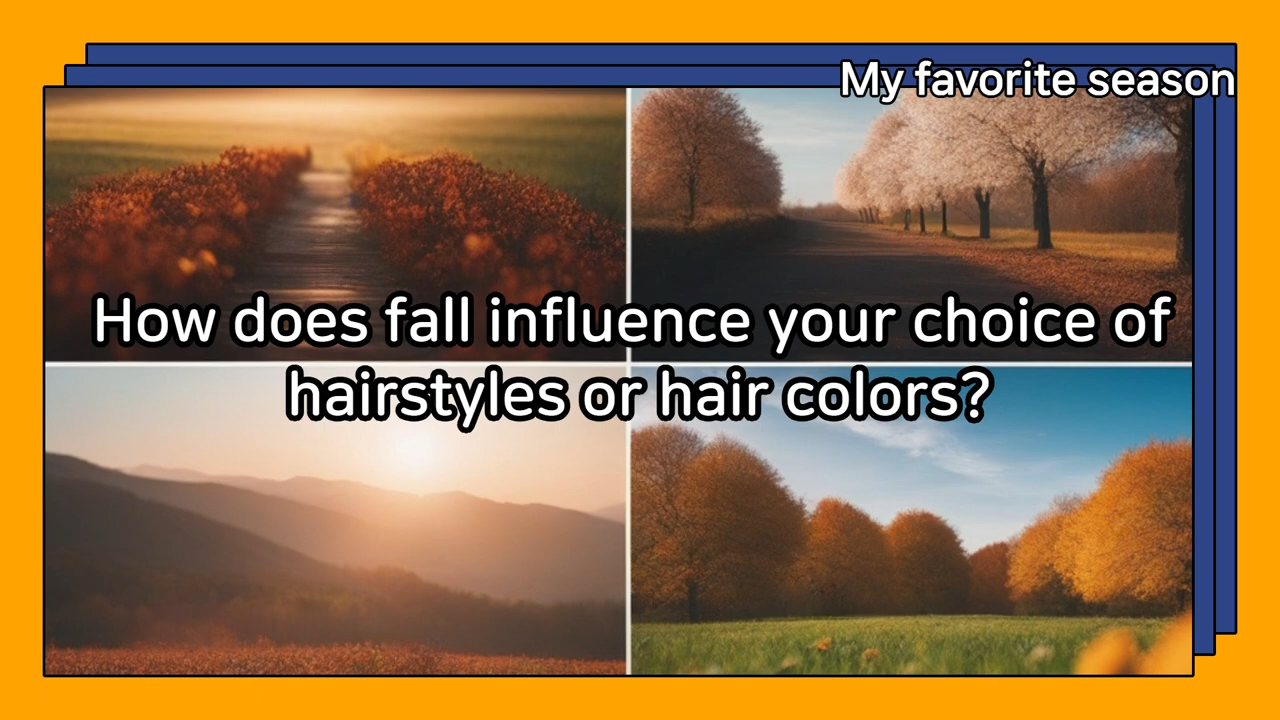 My favorite season
How does fall influence your choice of
hairstyles or hair colors?